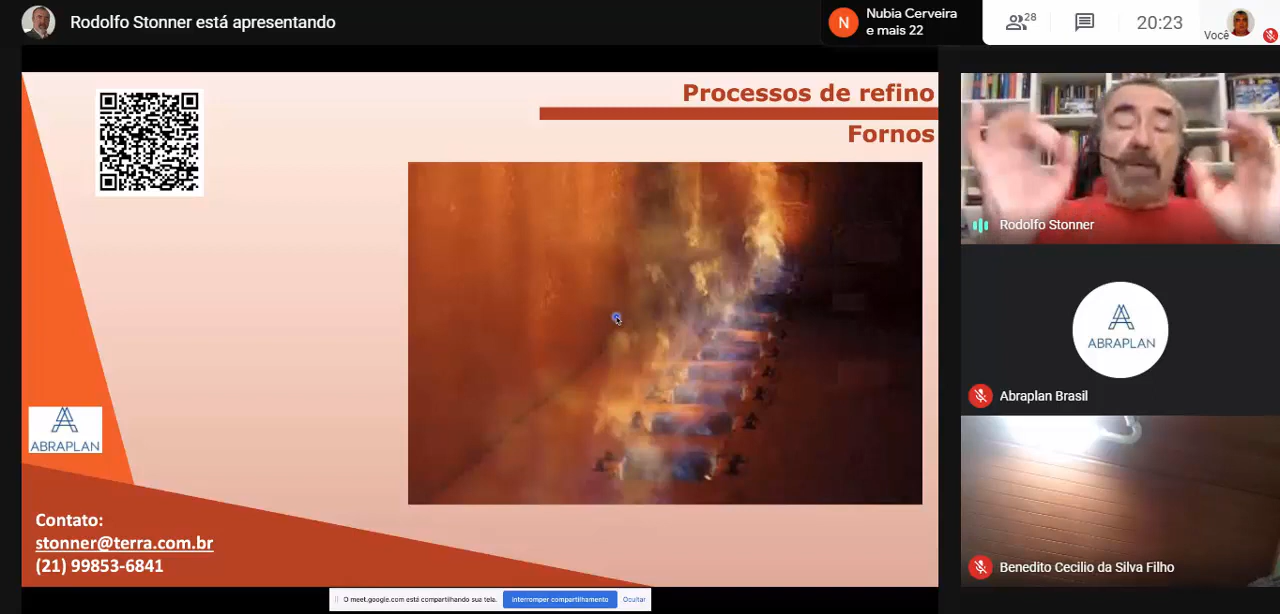 Rodolfo Stonner está apresentando
N
Nubia Cerveira
e mais 22
28
20:23
Você
Processos de refino
Fornos
Rodolfo Stonner
ABRAPLAN
Abraplan Brasil
ABRAPLAN
Contato:
stonner@terra.com.br
(21) 99853-6841
Benedito Cecilio da Silva Filho
O meet.google.com está compartilhando sua tela.
Interromper compartilhamento
Ocultar